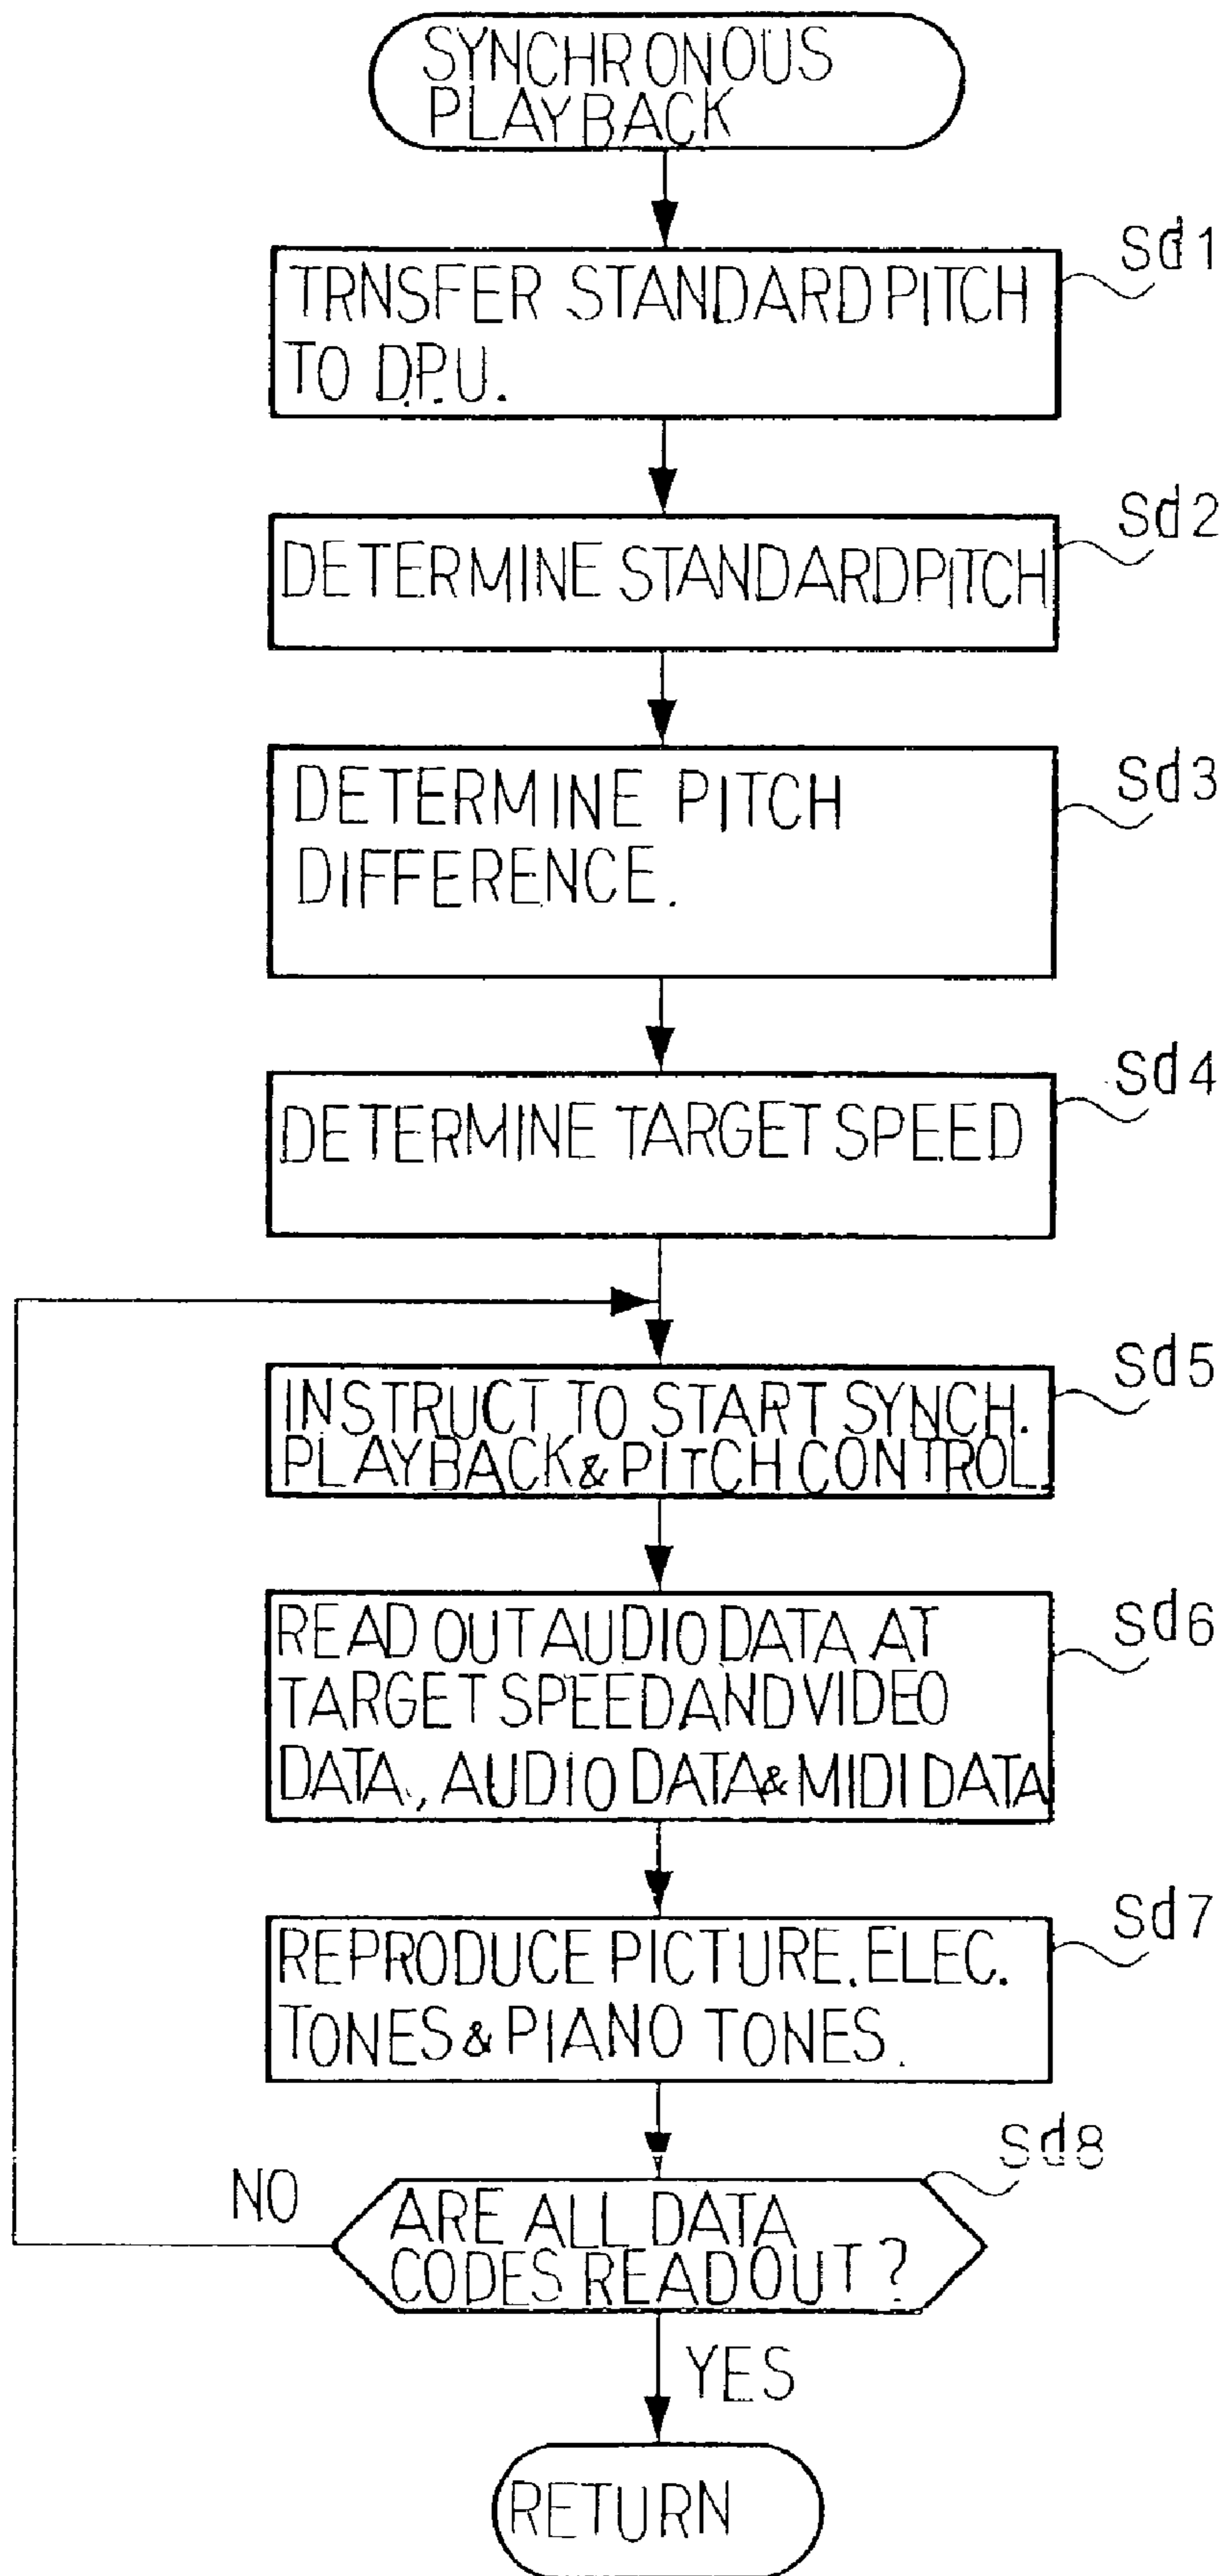 SYNCHRONOUS
PLAYBACK
Sd1
TRNSFER STANDARD PITCH
TO D.P.U.
Sd2
DETERMINE STANDARD PITCH
Sd3
DETERMINE PITCH
DIFFERENCE.
Sd4
DETERMINE TARGET SPEED
Sd5
INSTRUCT TO START SYNCH.
PLAYBACK & PITCH CONTROL.
Sd6
READ OUT AUDIO DATA AT
TARGET SPEED AND VIDEO
DATA, AUDIO DATA & MIDI DATA
Sd7
REPRODUCE PICTURE. ELEC.
TONES & PIANO TONES.
Sd8
NO
ARE ALL DATA
CODES READ OUT?
YES
RETURN